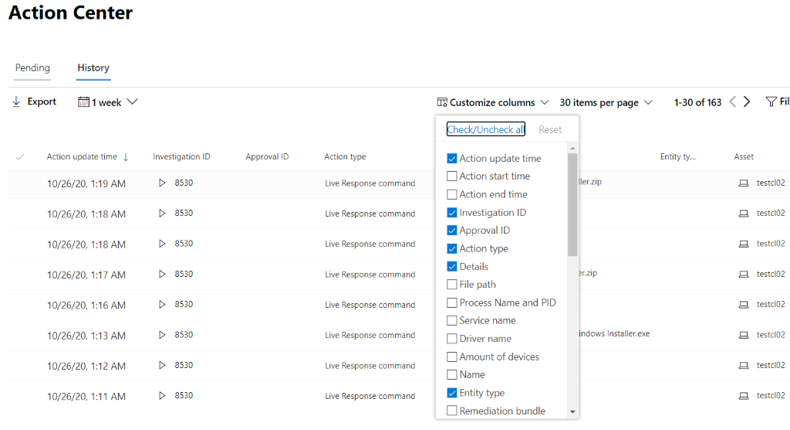 Action Center
Pending History
Export 1 week Customize columns 30 items per page 1-30 of 163 Fil
Check/Uncheck all Reset
Action update time Investigation ID Approval ID Action type Entity ty... Asset
Action update time
Action start time
Action end time
Investigation ID
Approval ID
Action type
Details
File path
Process Name and PID
Service name
Driver name
Amount of devices
Name
Entity type
Remediation bundle
10/26/20, 1:19 AM 8530 Live Response command ller.zip testcl02
10/26/20, 1:18 AM 8530 Live Response command testcl02
10/26/20, 1:18 AM 8530 Live Response command testcl02
10/26/20, 1:17 AM 8530 Live Response command er.zip testcl02
10/26/20, 1:16 AM 8530 Live Response command testcl02
10/26/20, 1:13 AM 8530 Live Response command indows Installer.exe testcl02
10/26/20, 1:12 AM 8530 Live Response command testcl02
10/26/20, 1:11 AM 8530 Live Response command testcl02